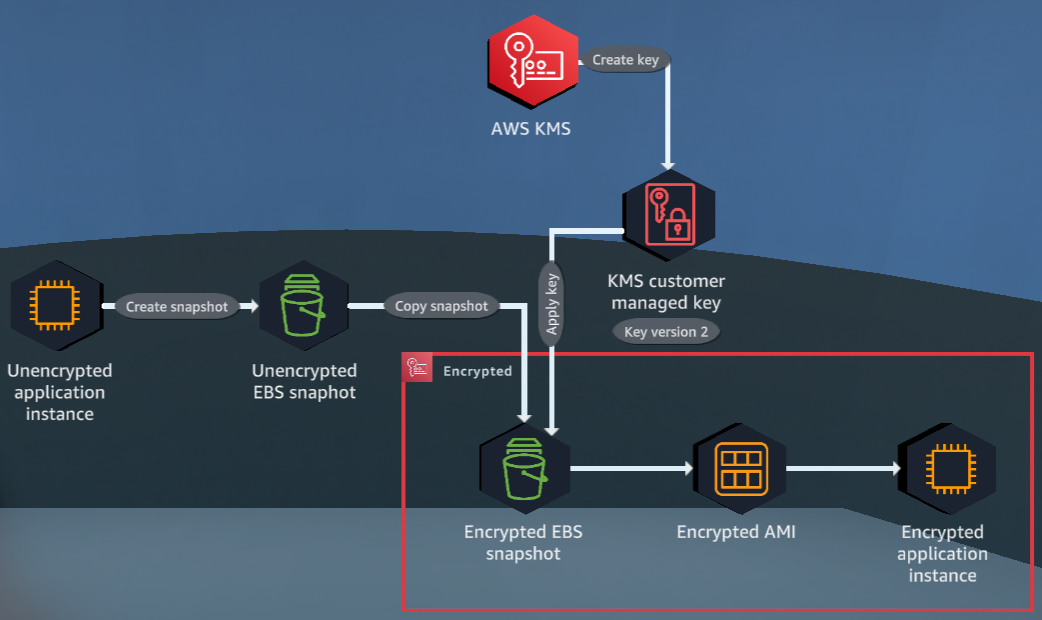 Create key
AWS KMS
KMS customer
managed key
Key version 2
Apply key
Create snapshot
Copy snapshot
Unencrypted
application
instance
Unencrypted
EBS snaphot
Encrypted
Encrypted EBS
snapshot
Encrypted AMI
Encrypted
application
instance